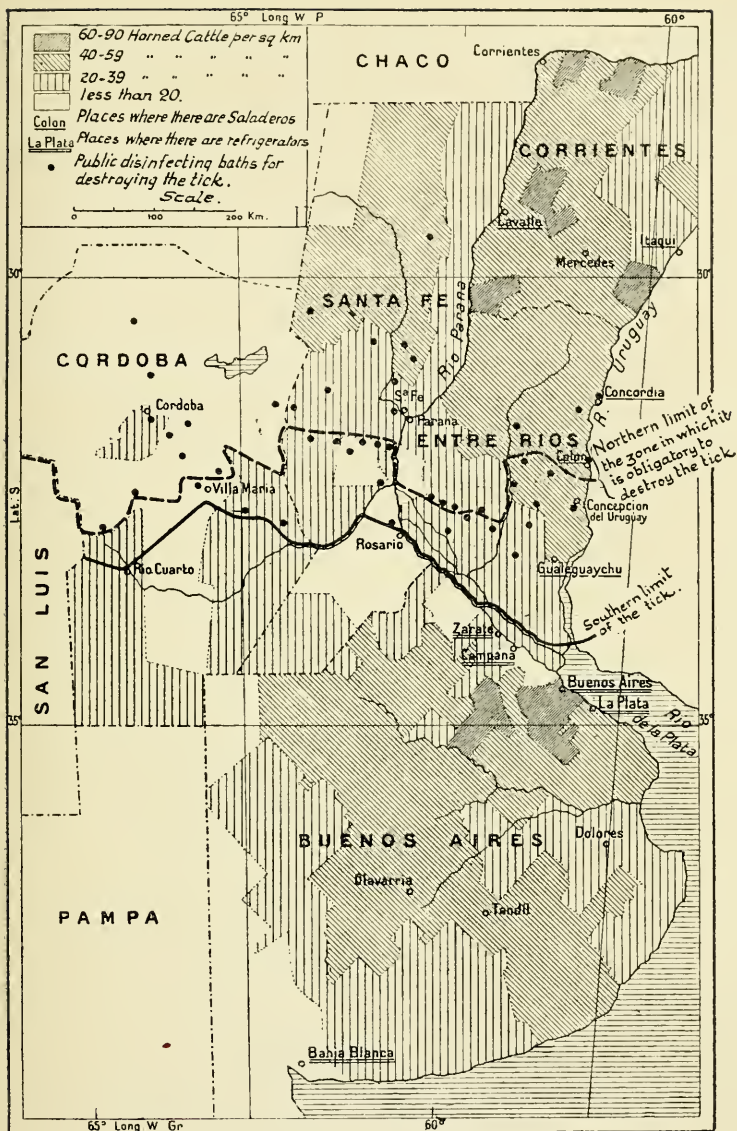 65° Long W P
60°
60-90 Horned Cattle per sq km
40-59 " " " " "
20-39 " " " " "
less than 20.
Colon Places where there are Saladeros
La Plata Places where there are refrigerators
• Public disinfecting baths for
destroying the tick.
Scale.
0 100 200 Km.
CHACO
Corrientes
CORRIENTES
Lavalle
Itaqui
Mercedes
30°
30°
SANTA FE
Rio Parana
R. Uruguay
CORDOBA
Cordoba
Sa Fe
Parana
Concordia
ENTRE RIOS
Colon
Northern limit of
the zone in which it
is obligatory to
destroy the tick.
Lat. S
Villa Maria
Concepcion
del Uruguay
Rosario
Rio Cuarto
Gualeguaychu
SAN LUIS
Southern limit
of the tick.
Zarate
Campana
Buenos Aires
La Plata
Rio
de la Plata
35°
35°
BUENOS AIRES
Dolores
Olavarria
Tandil
PAMPA
Bahia Blanca
65° Long W Gr
60°